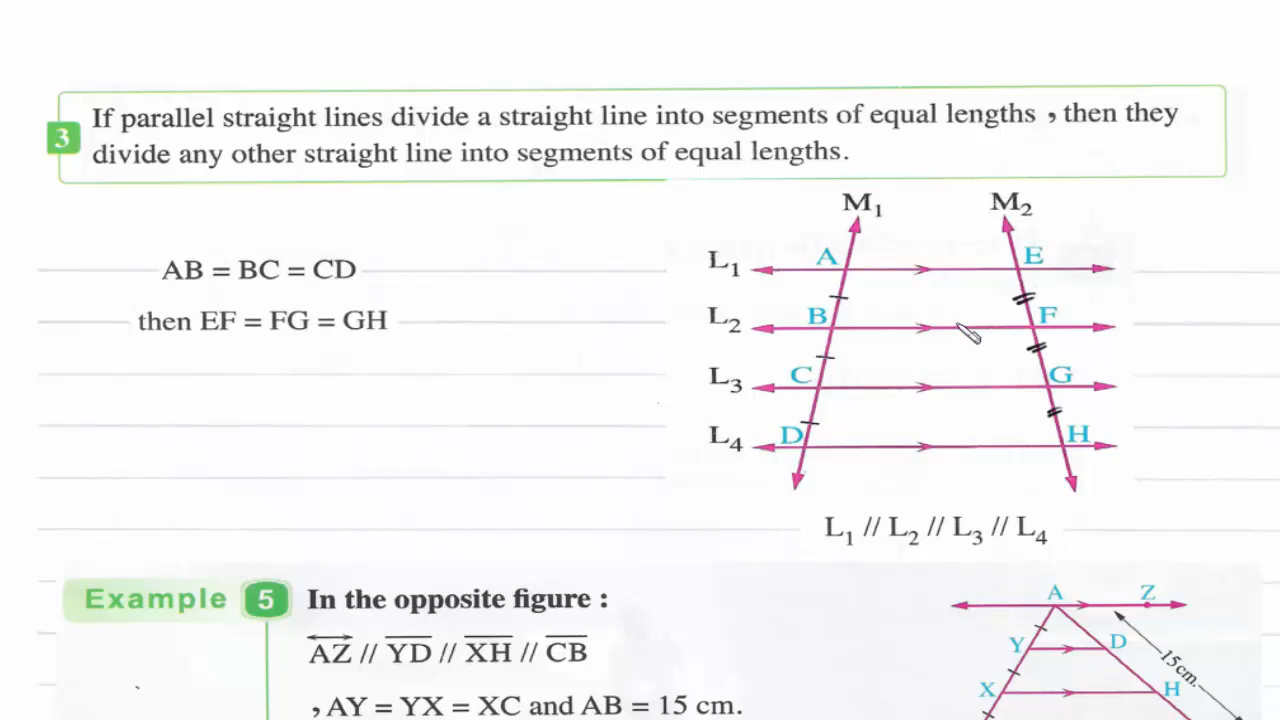 3
If parallel straight lines divide a straight line into segments of equal lengths , then they
divide any other straight line into segments of equal lengths.
AB = BC = CD
then EF = FG = GH
M₁ M₂
L₁ A E
L₂ B F
L₃ C G
L₄ D H
L₁ // L₂ // L₃ // L₄
Example 5 In the opposite figure :
AZ // YD // XH // CB
, AY = YX = XC and AB = 15 cm.
A Z
Y D
15 cm.
X H